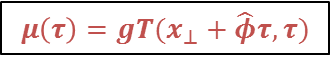 μ(τ) = gT(x⊥ + ϕ̂τ, τ)